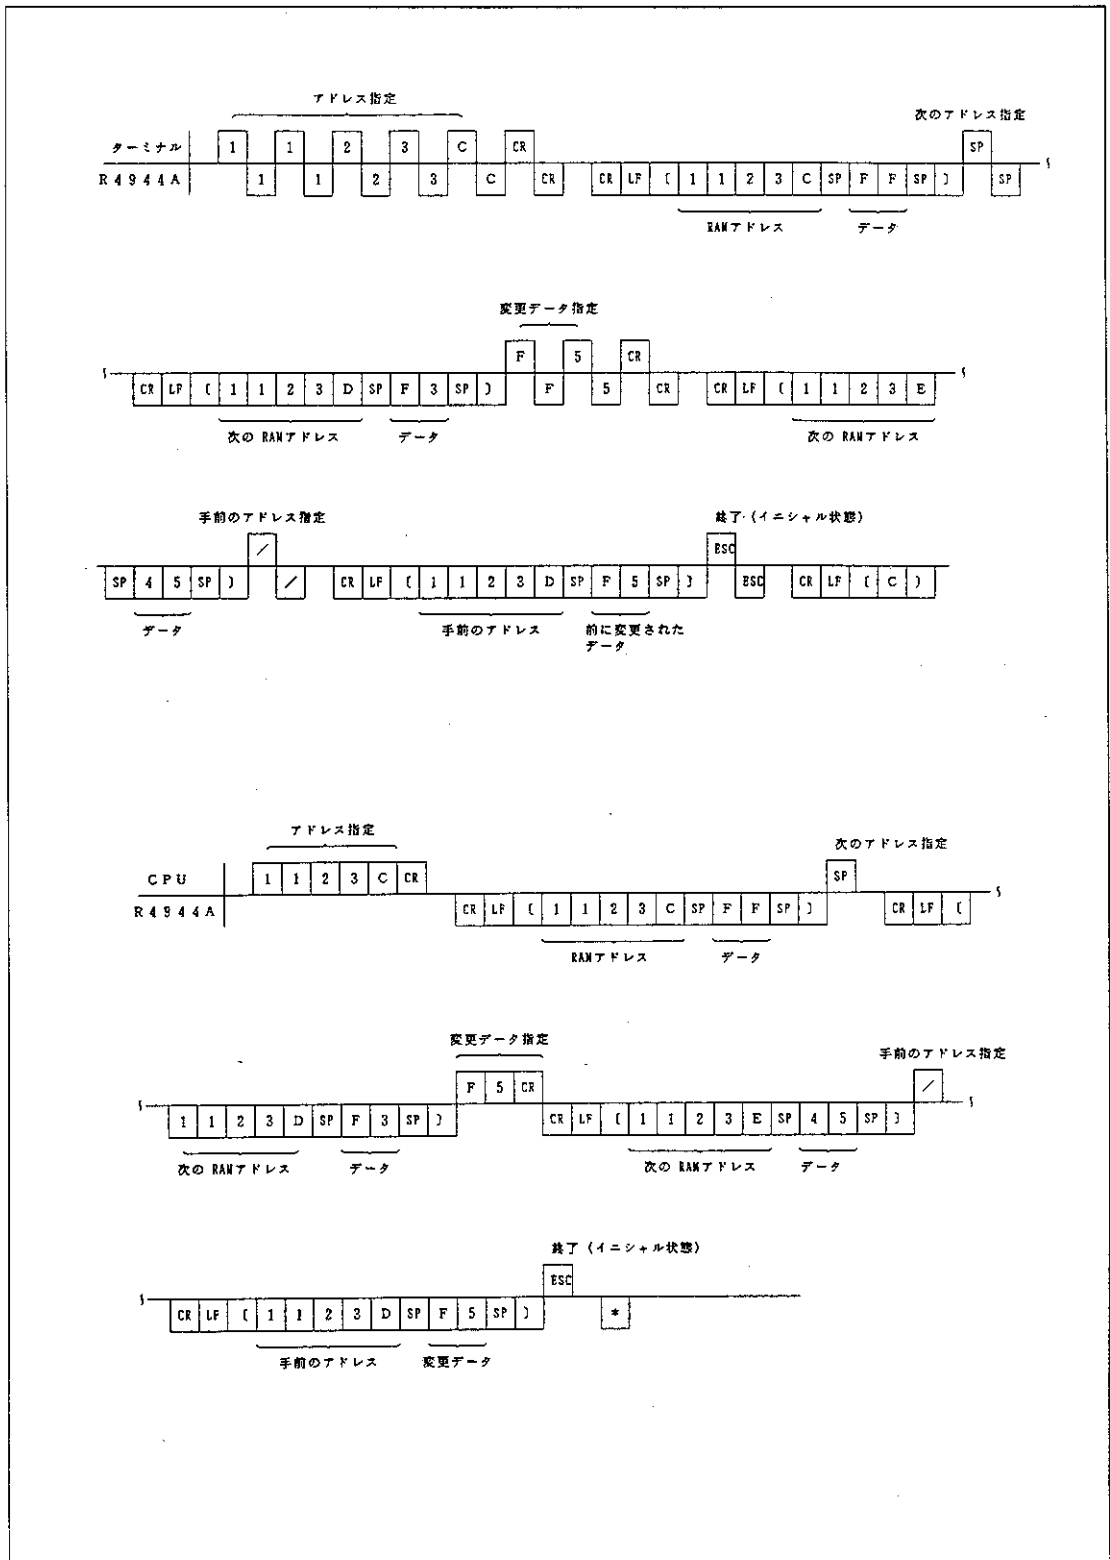 アドレス指定
次のアドレス指定
ターミナル 1 1 2 3 C CR SP
R4944A 1 1 2 3 C CR CR LF [ 1 1 2 3 C SP F F SP ] SP
RAMアドレス データ
変更データ指定
F 5 CR
CR LF [ 1 1 2 3 D SP F 3 SP ] F 5 CR CR LF [ 1 1 2 3 E
次の RAMアドレス データ 次の RAMアドレス
手前のアドレス指定 終了 (イニシャル状態)
/ ESC
SP 4 5 SP ] / CR LF [ 1 1 2 3 D SP F 5 SP ] ESC CR LF [ C ]
データ 手前のアドレス 前に変更された
データ
アドレス指定 次のアドレス指定
CPU 1 1 2 3 C CR SP
R4944A CR LF [ 1 1 2 3 C SP F F SP ] CR LF [
RAMアドレス データ
変更データ指定 手前のアドレス指定
F 5 CR /
1 1 2 3 D SP F 3 SP ] CR LF [ 1 1 2 3 E SP 4 5 SP ]
次の RAMアドレス データ 次の RAMアドレス データ
終了 (イニシャル状態)
ESC
CR LF [ 1 1 2 3 D SP F 5 SP ] *
手前のアドレス 変更データ